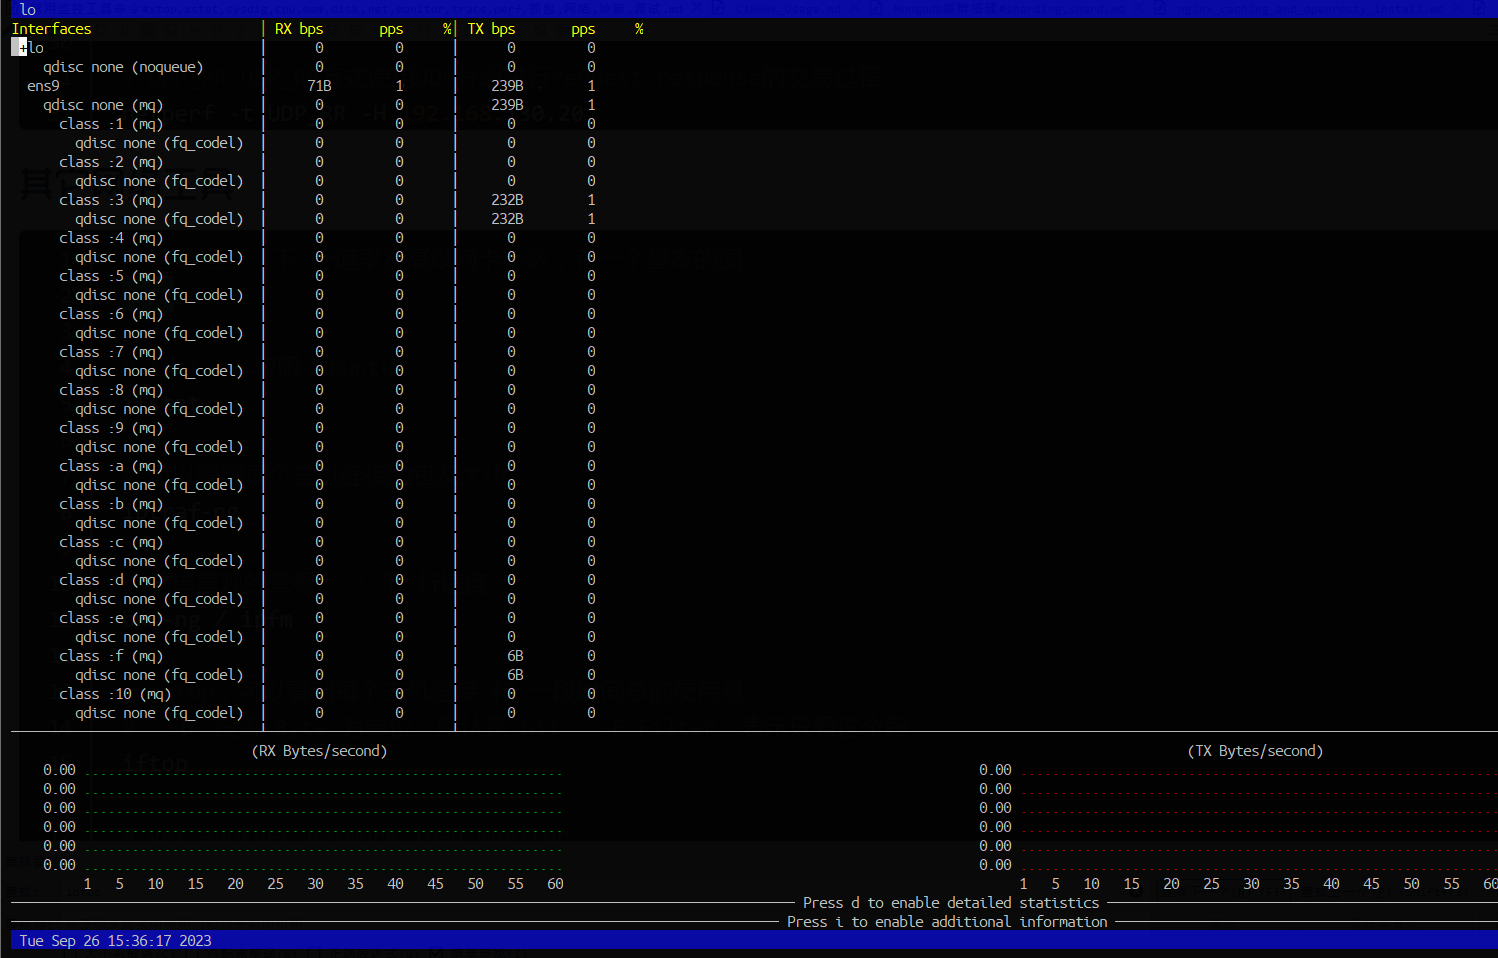 lo
Interfaces │ RX bps pps %│ TX bps pps %
+lo │ 0 0 │ 0 0
qdisc none (noqueue) │ 0 0 │ 0 0
ens9 │ 71B 1 │ 239B 1
qdisc none (mq) │ 0 0 │ 239B 1
class :1 (mq) │ 0 0 │ 0 0
qdisc none (fq_codel) │ 0 0 │ 0 0
class :2 (mq) │ 0 0 │ 0 0
qdisc none (fq_codel) │ 0 0 │ 0 0
class :3 (mq) │ 0 0 │ 232B 1
qdisc none (fq_codel) │ 0 0 │ 232B 1
class :4 (mq) │ 0 0 │ 0 0
qdisc none (fq_codel) │ 0 0 │ 0 0
class :5 (mq) │ 0 0 │ 0 0
qdisc none (fq_codel) │ 0 0 │ 0 0
class :6 (mq) │ 0 0 │ 0 0
qdisc none (fq_codel) │ 0 0 │ 0 0
class :7 (mq) │ 0 0 │ 0 0
qdisc none (fq_codel) │ 0 0 │ 0 0
class :8 (mq) │ 0 0 │ 0 0
qdisc none (fq_codel) │ 0 0 │ 0 0
class :9 (mq) │ 0 0 │ 0 0
qdisc none (fq_codel) │ 0 0 │ 0 0
class :a (mq) │ 0 0 │ 0 0
qdisc none (fq_codel) │ 0 0 │ 0 0
class :b (mq) │ 0 0 │ 0 0
qdisc none (fq_codel) │ 0 0 │ 0 0
class :c (mq) │ 0 0 │ 0 0
qdisc none (fq_codel) │ 0 0 │ 0 0
class :d (mq) │ 0 0 │ 0 0
qdisc none (fq_codel) │ 0 0 │ 0 0
class :e (mq) │ 0 0 │ 0 0
qdisc none (fq_codel) │ 0 0 │ 0 0
class :f (mq) │ 0 0 │ 6B 0
qdisc none (fq_codel) │ 0 0 │ 6B 0
class :10 (mq) │ 0 0 │ 0 0
qdisc none (fq_codel) │ 0 0 │ 0 0
(RX Bytes/second) (TX Bytes/second)
0.00 0.00
0.00 0.00
0.00 0.00
0.00 0.00
0.00 0.00
0.00 0.00
1 5 10 15 20 25 30 35 40 45 50 55 60 1 5 10 15 20 25 30 35 40 45 50 55 60
Press d to enable detailed statistics
Press i to enable additional information
Tue Sep 26 15:36:17 2023